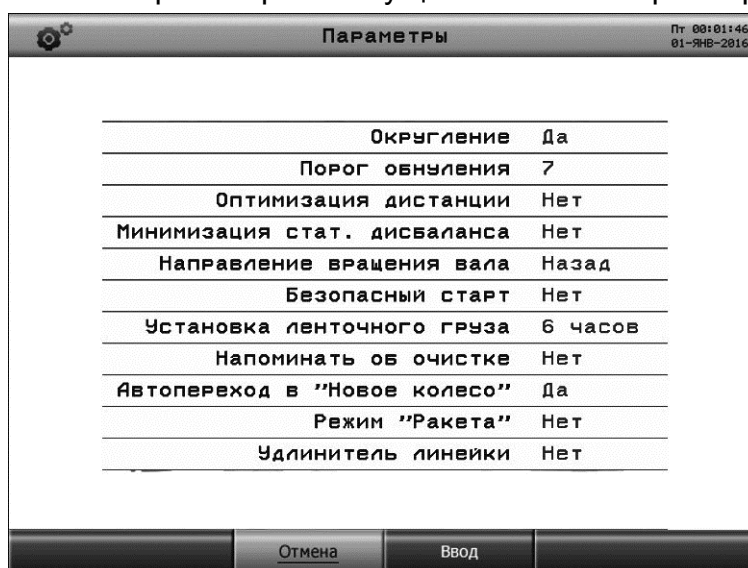 Параметры
Пт 00:01:46
01-ЯНВ-2016
Округление Да
Порог обнуления 7
Оптимизация дистанции Нет
Минимизация стат. дисбаланса Нет
Направление вращения вала Назад
Безопасный старт Нет
Установка ленточного груза 6 часов
Напоминать об очистке Нет
Автопереход в "Новое колесо" Да
Режим "Ракета" Нет
Удлинитель линейки Нет
Отмена Ввод